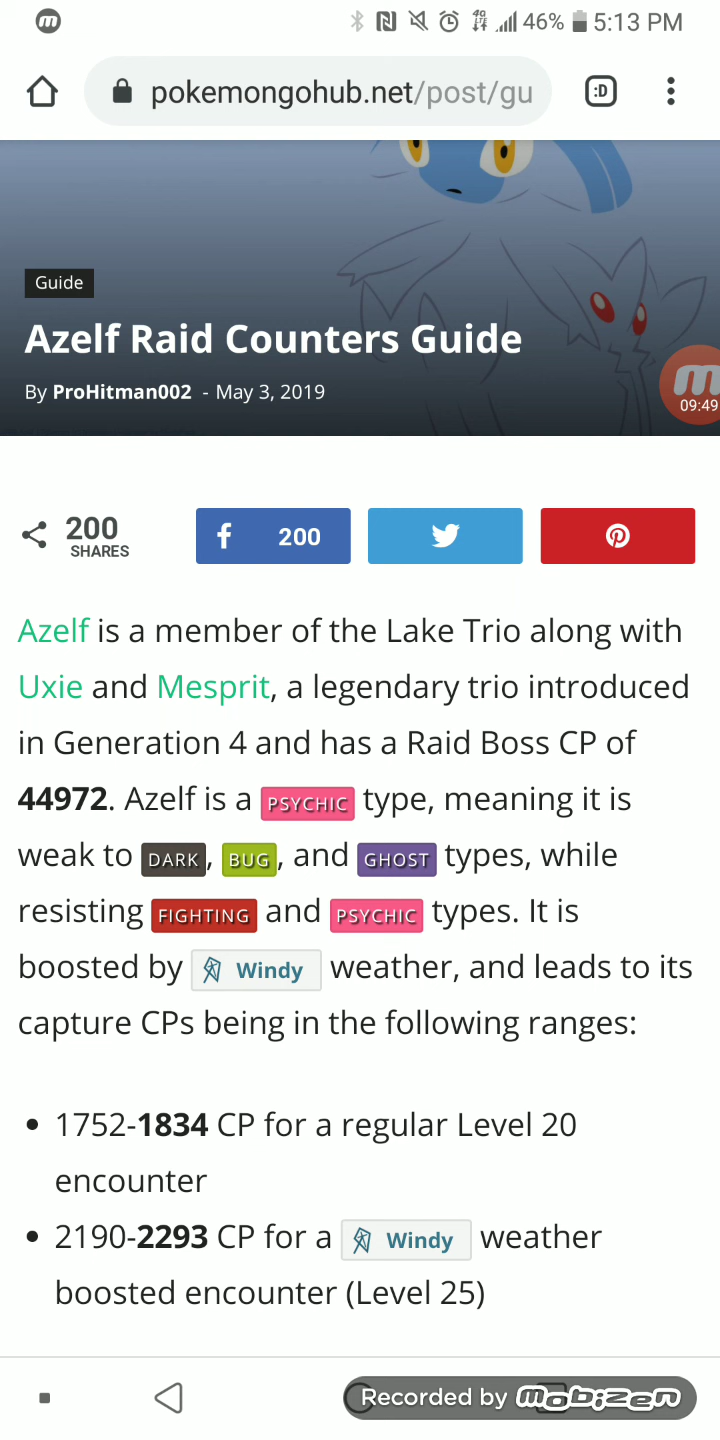 46% 5:13 PM
pokemongohub.net/post/gu
:D
Guide
Azelf Raid Counters Guide
By ProHitman002 - May 3, 2019
m
09:49
200
SHARES
200
Azelf is a member of the Lake Trio along with
Uxie and Mesprit, a legendary trio introduced
in Generation 4 and has a Raid Boss CP of
44972. Azelf is a PSYCHIC type, meaning it is
weak to DARK, BUG, and GHOST types, while
resisting FIGHTING and PSYCHIC types. It is
boosted by Windy weather, and leads to its
capture CPs being in the following ranges:
• 1752-1834 CP for a regular Level 20
encounter
• 2190-2293 CP for a Windy weather
boosted encounter (Level 25)
Recorded by mobizen